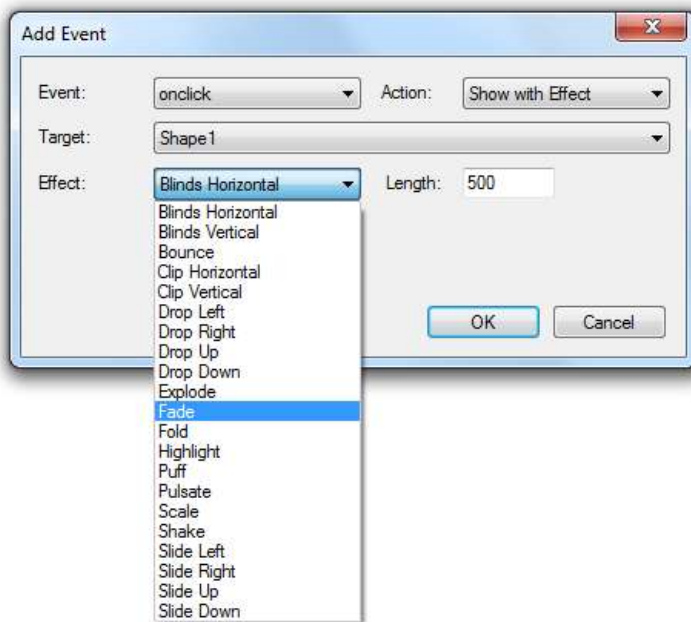 Add Event
Event: onclick Action: Show with Effect
Target: Shape1
Effect: Blinds Horizontal Length: 500
Blinds Horizontal
Blinds Vertical
Bounce
Clip Horizontal
Clip Vertical
Drop Left
Drop Right
Drop Up
Drop Down
Explode
Fade
Fold
Highlight
Puff
Pulsate
Scale
Shake
Slide Left
Slide Right
Slide Up
Slide Down
OK Cancel